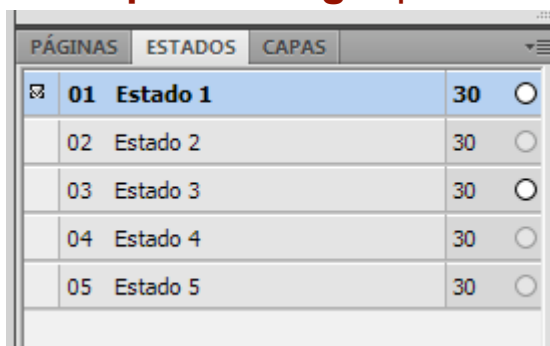 PÁGINAS ESTADOS CAPAS
01 Estado 1 30
02 Estado 2 30
03 Estado 3 30
04 Estado 4 30
05 Estado 5 30